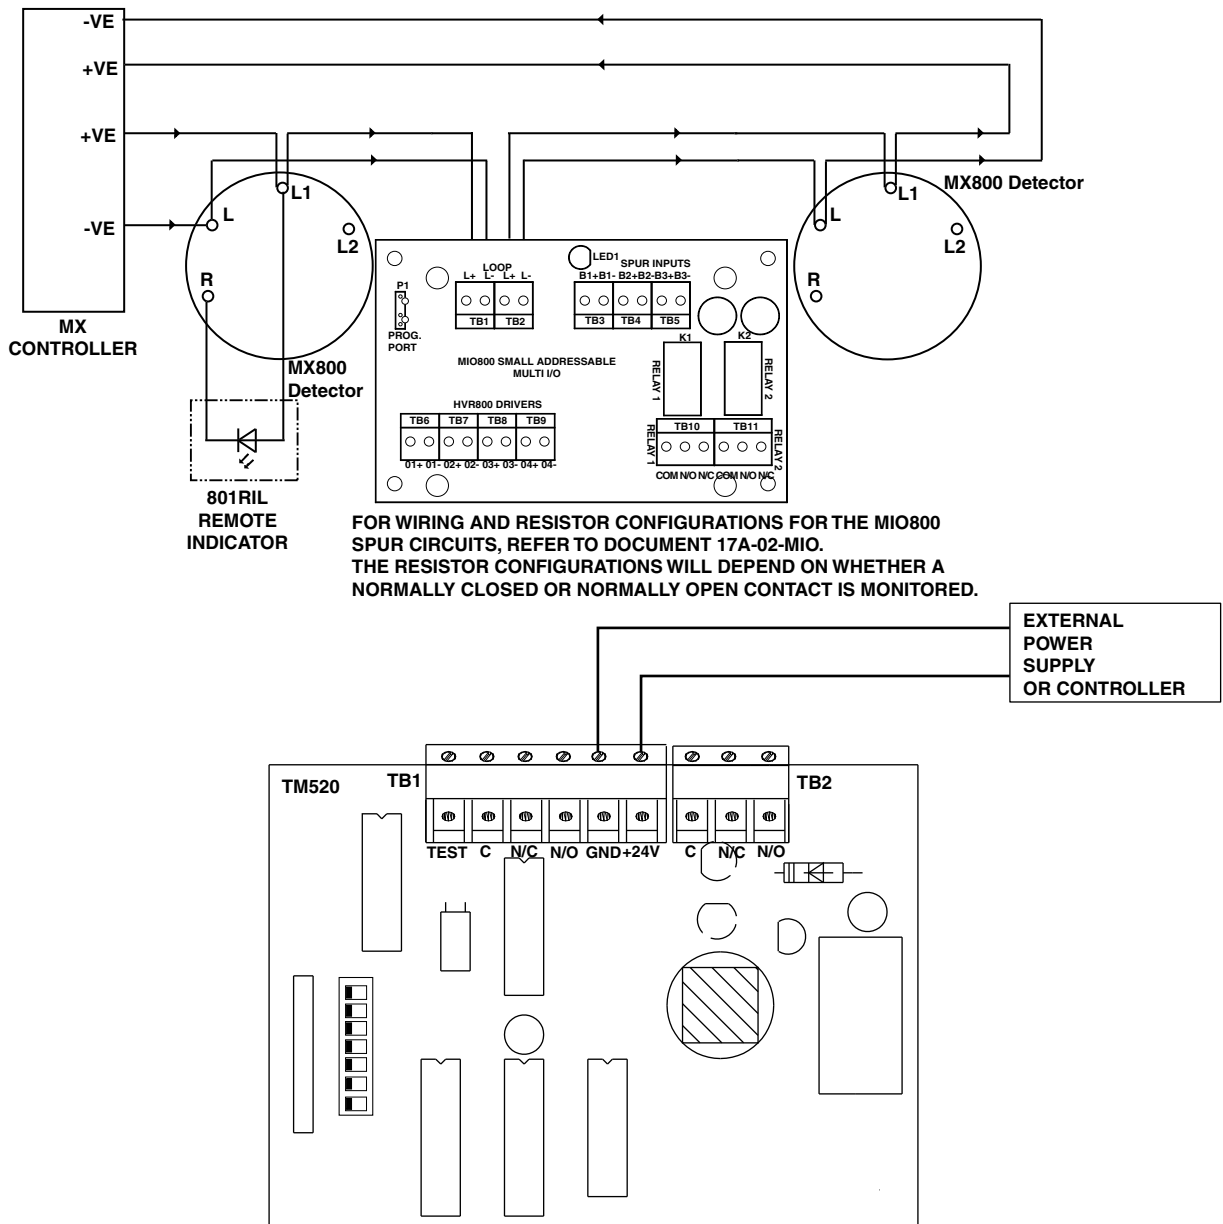 -VE
+VE
+VE
-VE
MX
CONTROLLER
L
L1
L2
R
MX800
Detector
801RIL
REMOTE
INDICATOR
MX800 Detector
L
L1
L2
R
LED1
LOOP
SPUR INPUTS
L+ L- L+ L-
B1+B1- B2+B2-B3+B3-
P1
TB1 TB2
TB3 TB4 TB5
PROG.
PORT
K1 K2
MIO800 SMALL ADDRESSABLE
MULTI I/O
RELAY 1
RELAY 2
HVR800 DRIVERS
TB6 TB7 TB8 TB9
TB10 TB11
RELAY 1
RELAY 2
01+ 01- 02+ 02- 03+ 03- 04+ 04-
COM N/O N/C COM N/O N/C
FOR WIRING AND RESISTOR CONFIGURATIONS FOR THE MIO800
SPUR CIRCUITS, REFER TO DOCUMENT 17A-02-MIO.
THE RESISTOR CONFIGURATIONS WILL DEPEND ON WHETHER A
NORMALLY CLOSED OR NORMALLY OPEN CONTACT IS MONITORED.
EXTERNAL
POWER
SUPPLY
OR CONTROLLER
TM520
TB1
TB2
TEST C N/C N/O GND +24V
C N/C N/O